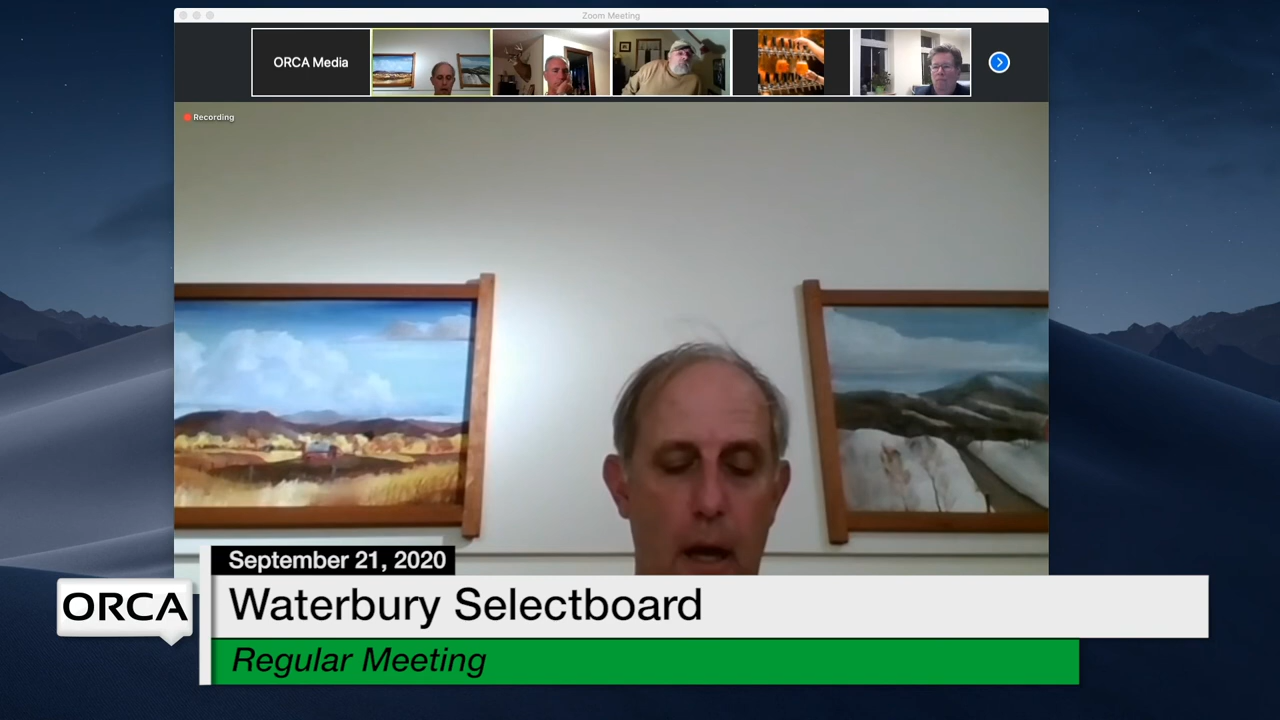 Zoom Meeting
ORCA Media
Recording
September 21, 2020
ORCA
Waterbury Selectboard
Regular Meeting